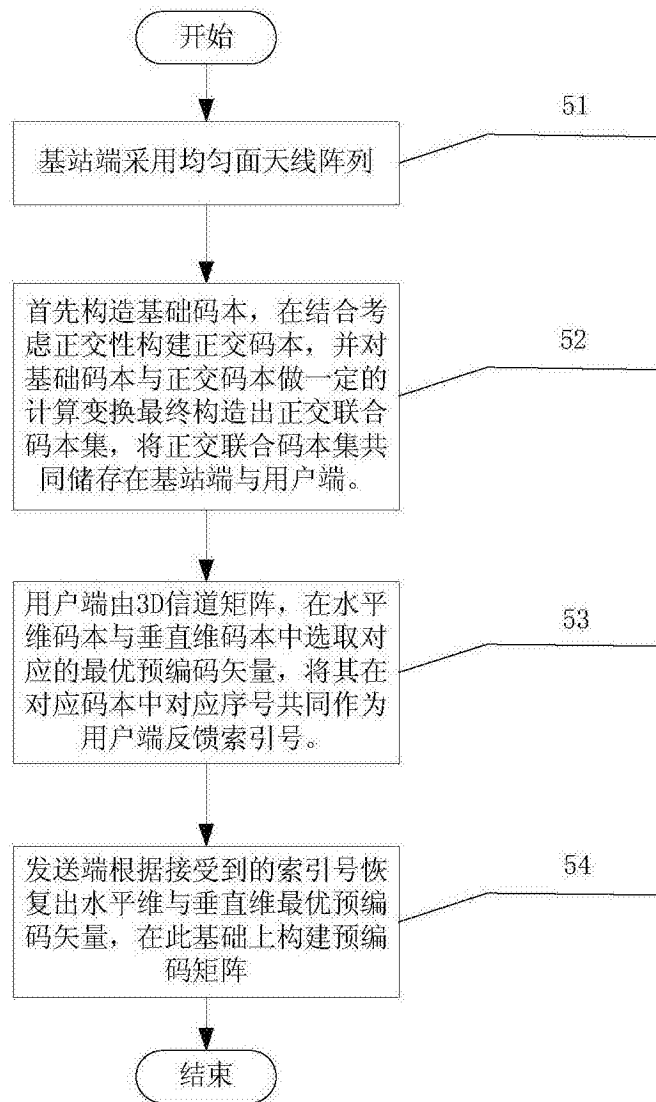 开始
51
基站端采用均匀面天线阵列
首先构造基础码本，在结合考
虑正交性构建正交码本，并对
基础码本与正交码本做一定的
计算变换最终构造出正交联合
码本集，将正交联合码本集共
同储存在基站端与用户端。
52
用户端由3D信道矩阵，在水平
维码本与垂直维码本中选取对
应的最优预编码矢量，将其在
对应码本中对应序号共同作为
用户端反馈索引号。
53
发送端根据接受到的索引号恢
复出水平维与垂直维最优预编
码矢量，在此基础上构建预编
码矩阵
54
结束